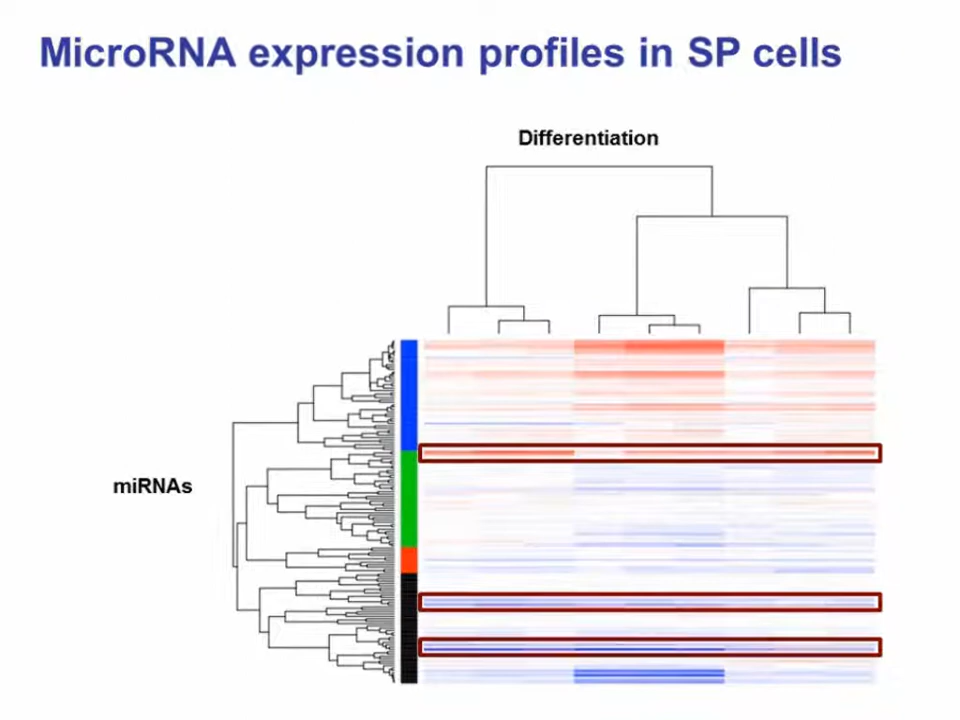 MicroRNA expression profiles in SP cells
Differentiation
miRNAs